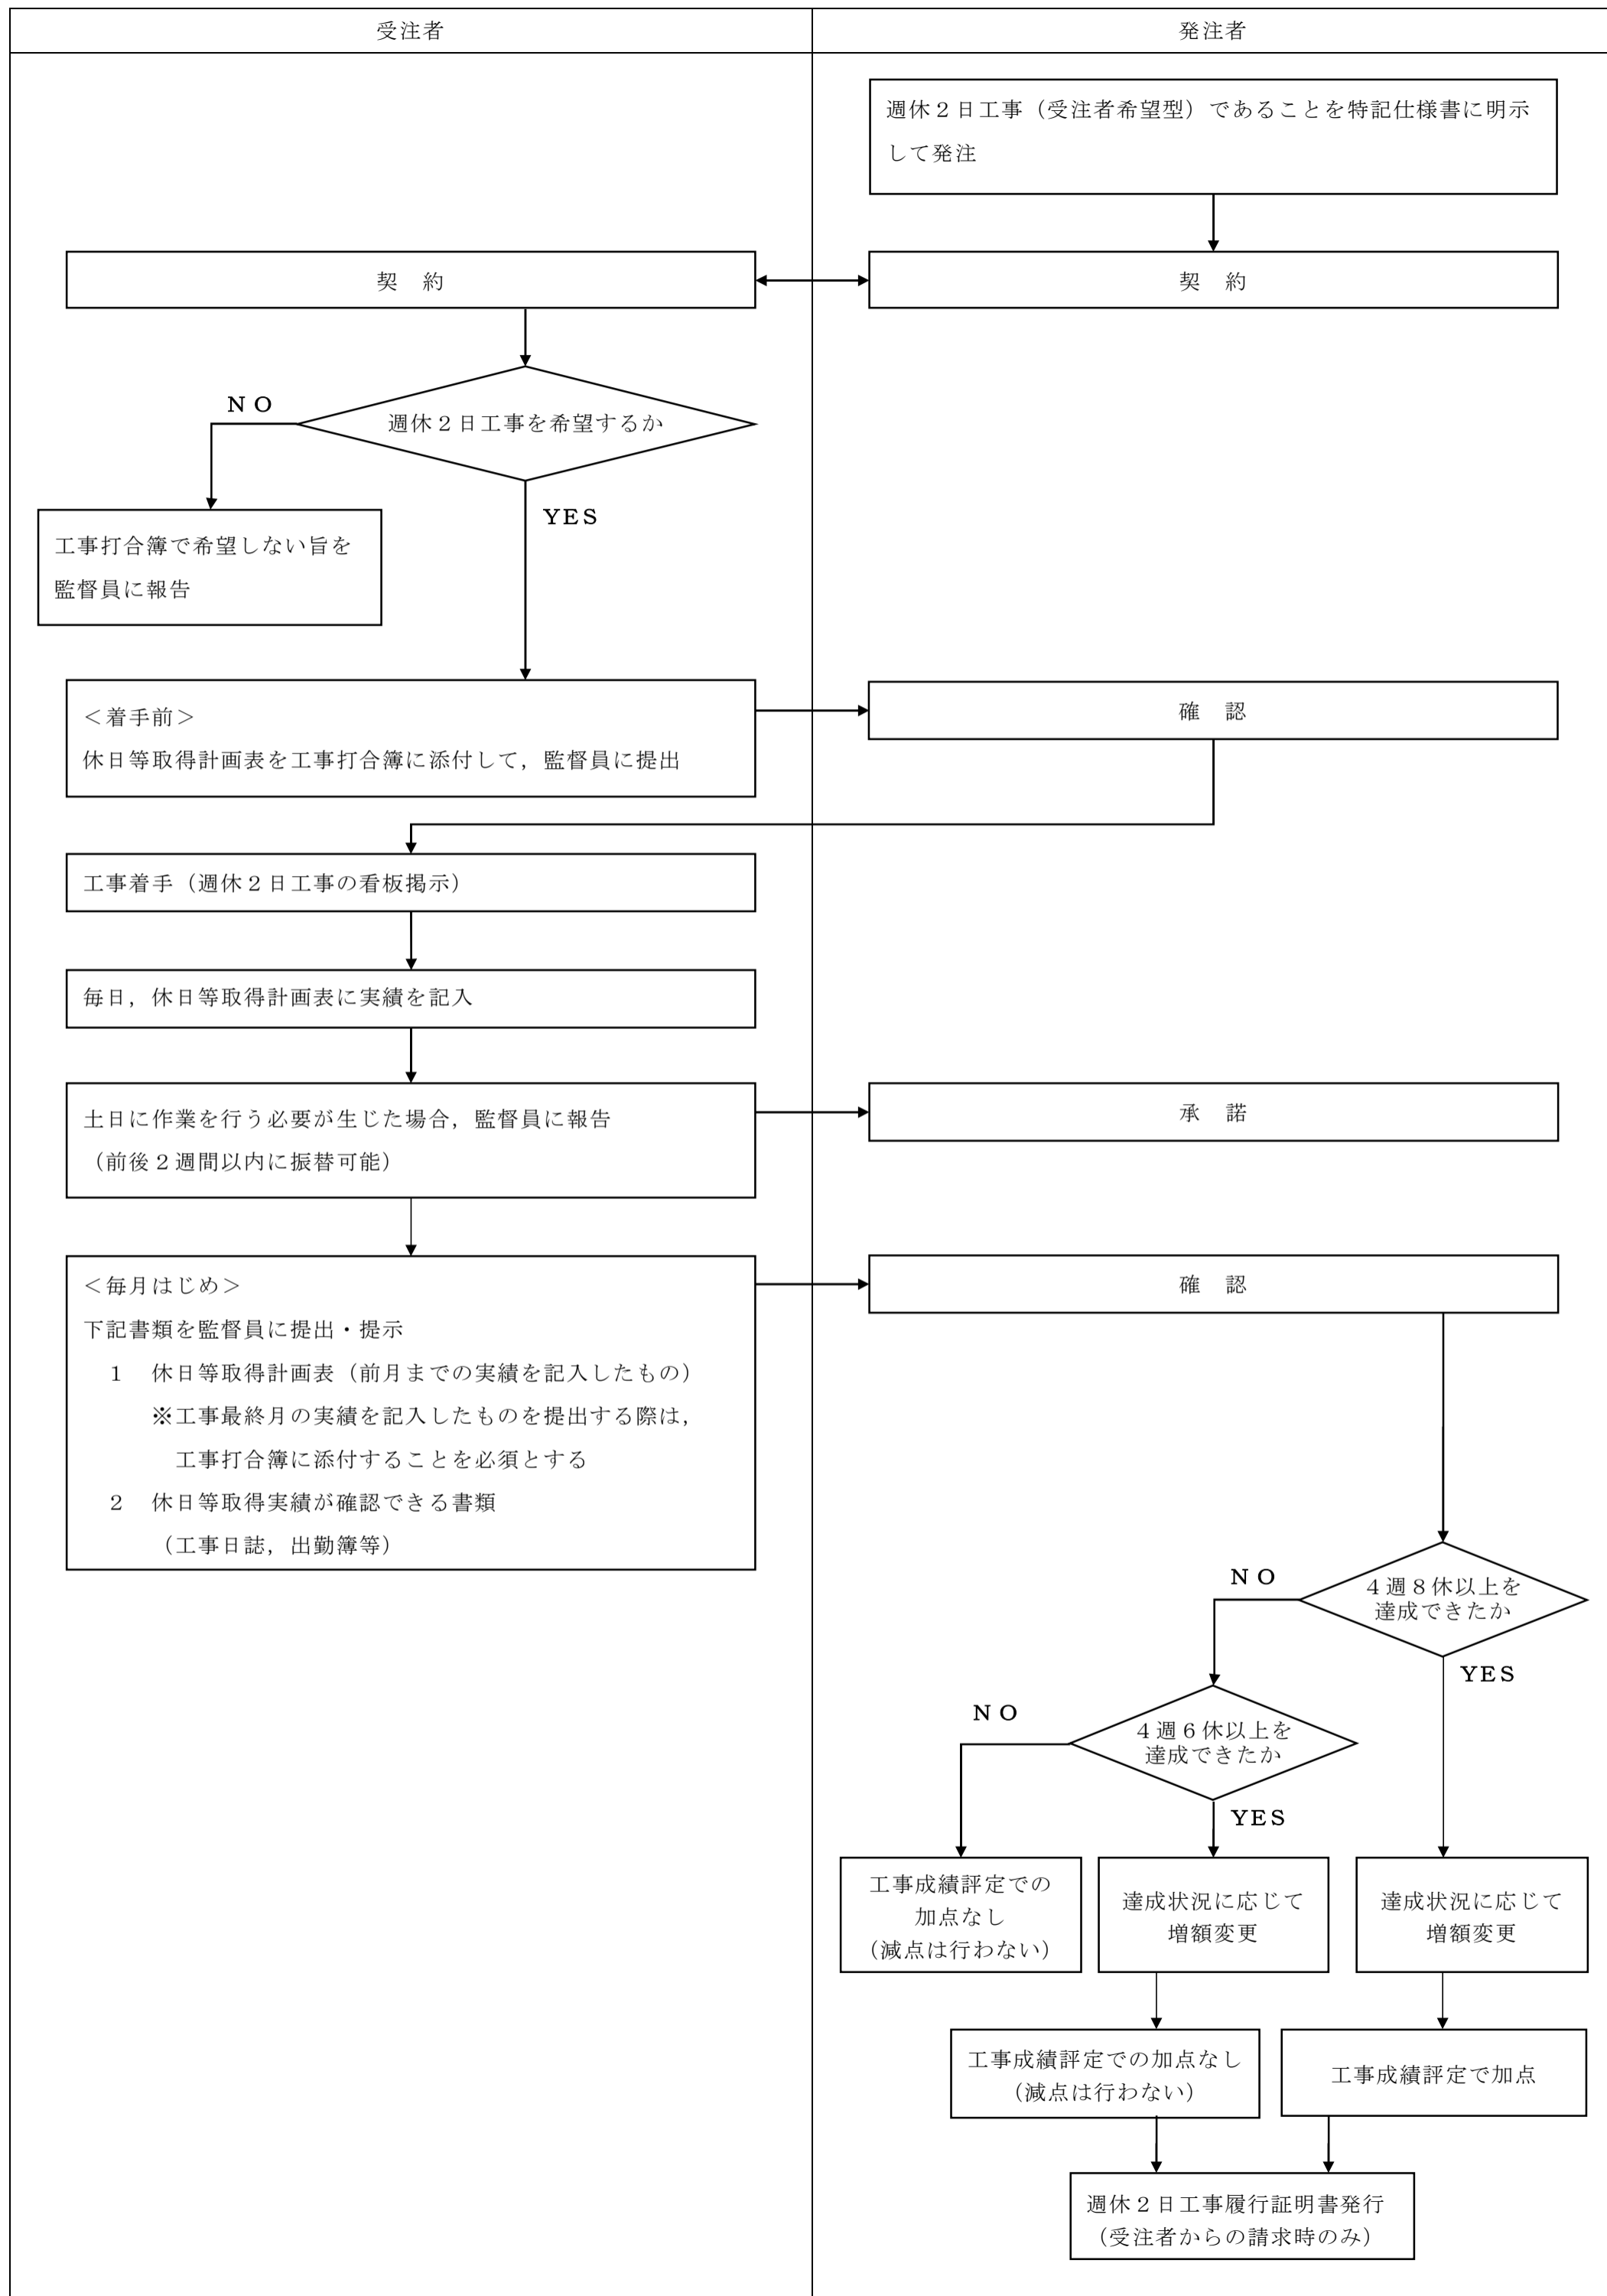 受注者
発注者
週休２日工事（受注者希望型）であることを特記仕様書に明示
して発注
契　約
契　約
週休２日工事を希望するか
ＮＯ
YES
工事打合簿で希望しない旨を
監督員に報告
＜着手前＞
休日等取得計画表を工事打合簿に添付して，監督員に提出
確　認
工事着手（週休２日工事の看板掲示）
毎日，休日等取得計画表に実績を記入
土日に作業を行う必要が生じた場合，監督員に報告
（前後２週間以内に振替可能）
承　諾
＜毎月はじめ＞
下記書類を監督員に提出・提示
１　休日等取得計画表（前月までの実績を記入したもの）
※工事最終月の実績を記入したものを提出する際は，
工事打合簿に添付することを必須とする
２　休日等取得実績が確認できる書類
（工事日誌，出勤簿等）
確　認
４週８休以上を
達成できたか
ＮＯ
YES
４週６休以上を
達成できたか
ＮＯ
YES
工事成績評定での
加点なし
（減点は行わない）
達成状況に応じて
増額変更
達成状況に応じて
増額変更
工事成績評定での加点なし
（減点は行わない）
工事成績評定で加点
週休２日工事履行証明書発行
（受注者からの請求時のみ）